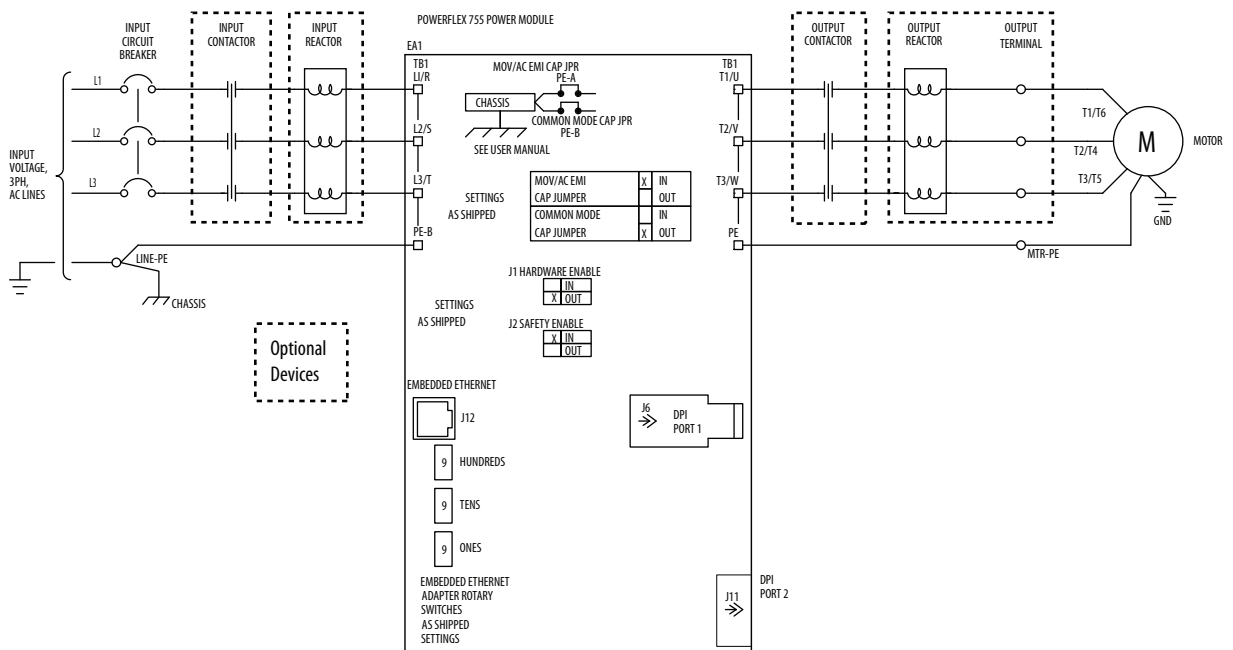 POWERFLEX 755 POWER MODULE
INPUT
CIRCUIT
BREAKER
INPUT
CONTACTOR
INPUT
REACTOR
OUTPUT
CONTACTOR
OUTPUT
REACTOR
OUTPUT
TERMINAL
EA1
TB1
LI/R
L2/S
L3/T
PE-B
L1
L2
L3
INPUT
VOLTAGE,
3PH,
AC LINES
LINE-PE
CHASSIS
MOV/AC EMI CAP JPR
PE-A
CHASSIS
COMMON MODE CAP JPR
PE-B
SEE USER MANUAL
TB1
T1/U
T2/V
T3/W
PE
T1/T6
T2/T4
T3/T5
M
MOTOR
GND
MTR-PE
SETTINGS
AS SHIPPED
MOV/AC EMI X IN
CAP JUMPER OUT
COMMON MODE IN
CAP JUMPER X OUT
SETTINGS
AS SHIPPED
J1 HARDWARE ENABLE
IN
X OUT
J2 SAFETY ENABLE
X IN
OUT
Optional
Devices
EMBEDDED ETHERNET
J12
9 HUNDREDS
9 TENS
9 ONES
EMBEDDED ETHERNET
ADAPTER ROTARY
SWITCHES
AS SHIPPED
SETTINGS
J6
DPI
PORT 1
J11
DPI
PORT 2